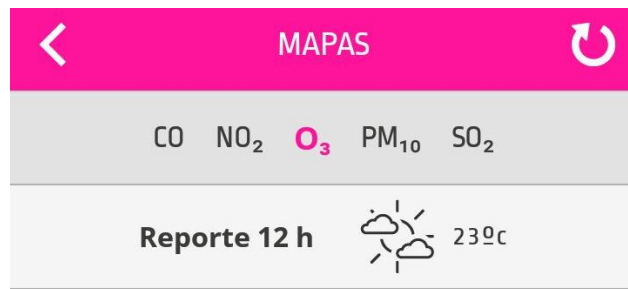 MAPAS
CO NO₂ O₃ PM₁₀ SO₂
Reporte 12 h 23ºc